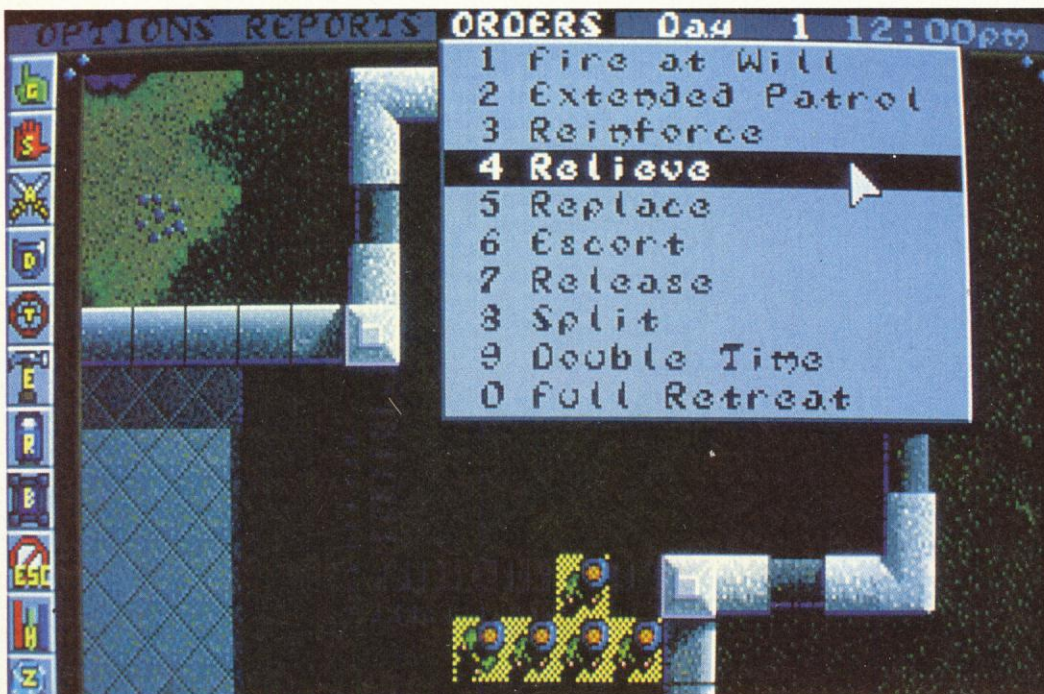 OPTIONS REPORTS ORDERS Day 1 12:00pm
1 Fire at Will
2 Extended Patrol
3 Reinforce
4 Relieve
5 Replace
6 Escort
7 Release
8 Split
9 Double Time
0 Full Retreat
G
S
A
D
T
E
R
B
ESC
H
Z